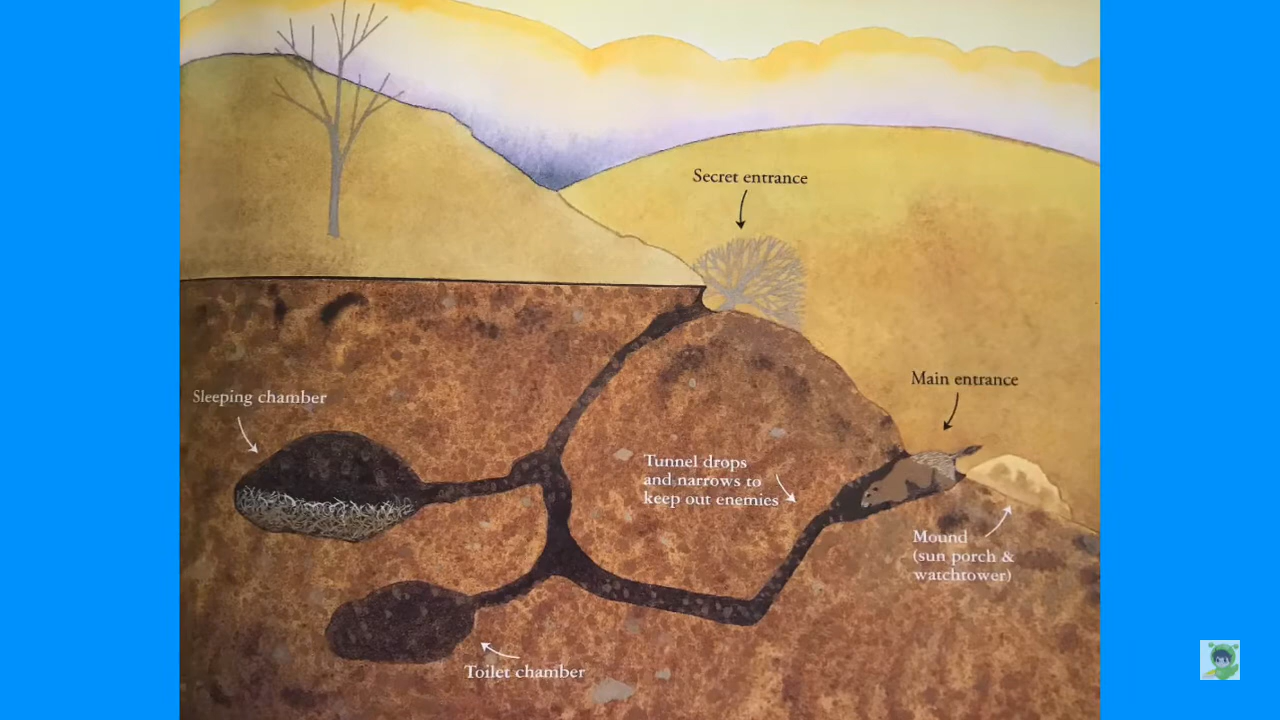 Secret entrance
Main entrance
Sleeping chamber
Tunnel drops
and narrows to
keep out enemies
Mound
(sun porch &
watchtower)
Toilet chamber